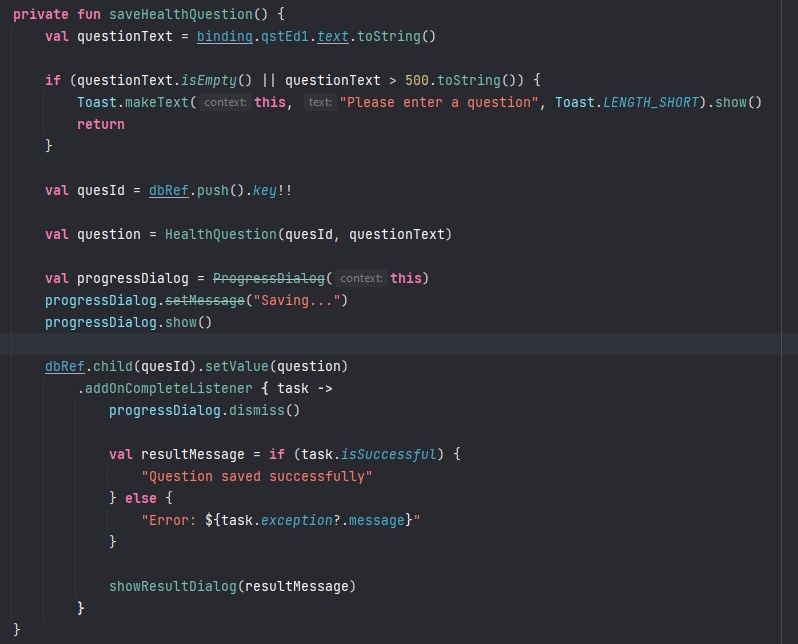 private fun saveHealthQuestion() {
    val questionText = binding.qstEd1.text.toString()

    if (questionText.isEmpty() || questionText > 500.toString()) {
        Toast.makeText( context: this,  text: "Please enter a question", Toast.LENGTH_SHORT).show()
        return
    }

    val quesId = dbRef.push().key!!

    val question = HealthQuestion(quesId, questionText)

    val progressDialog = ProgressDialog( context: this)
    progressDialog.setMessage("Saving...")
    progressDialog.show()

    dbRef.child(quesId).setValue(question)
        .addOnCompleteListener { task ->
            progressDialog.dismiss()

            val resultMessage = if (task.isSuccessful) {
                "Question saved successfully"
            } else {
                "Error: ${task.exception?.message}"
            }

            showResultDialog(resultMessage)
        }
}